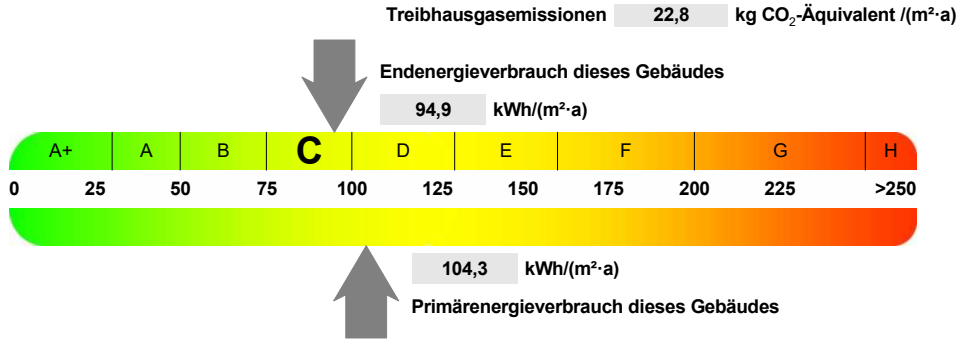 Treibhausgasemissionen 22,8 kg CO₂-Äquivalent /(m²·a)
Endenergieverbrauch dieses Gebäudes
94,9 kWh/(m²·a)
A+ A B C D E F G H
0 25 50 75 100 125 150 175 200 225 >250
104,3 kWh/(m²·a)
Primärenergieverbrauch dieses Gebäudes